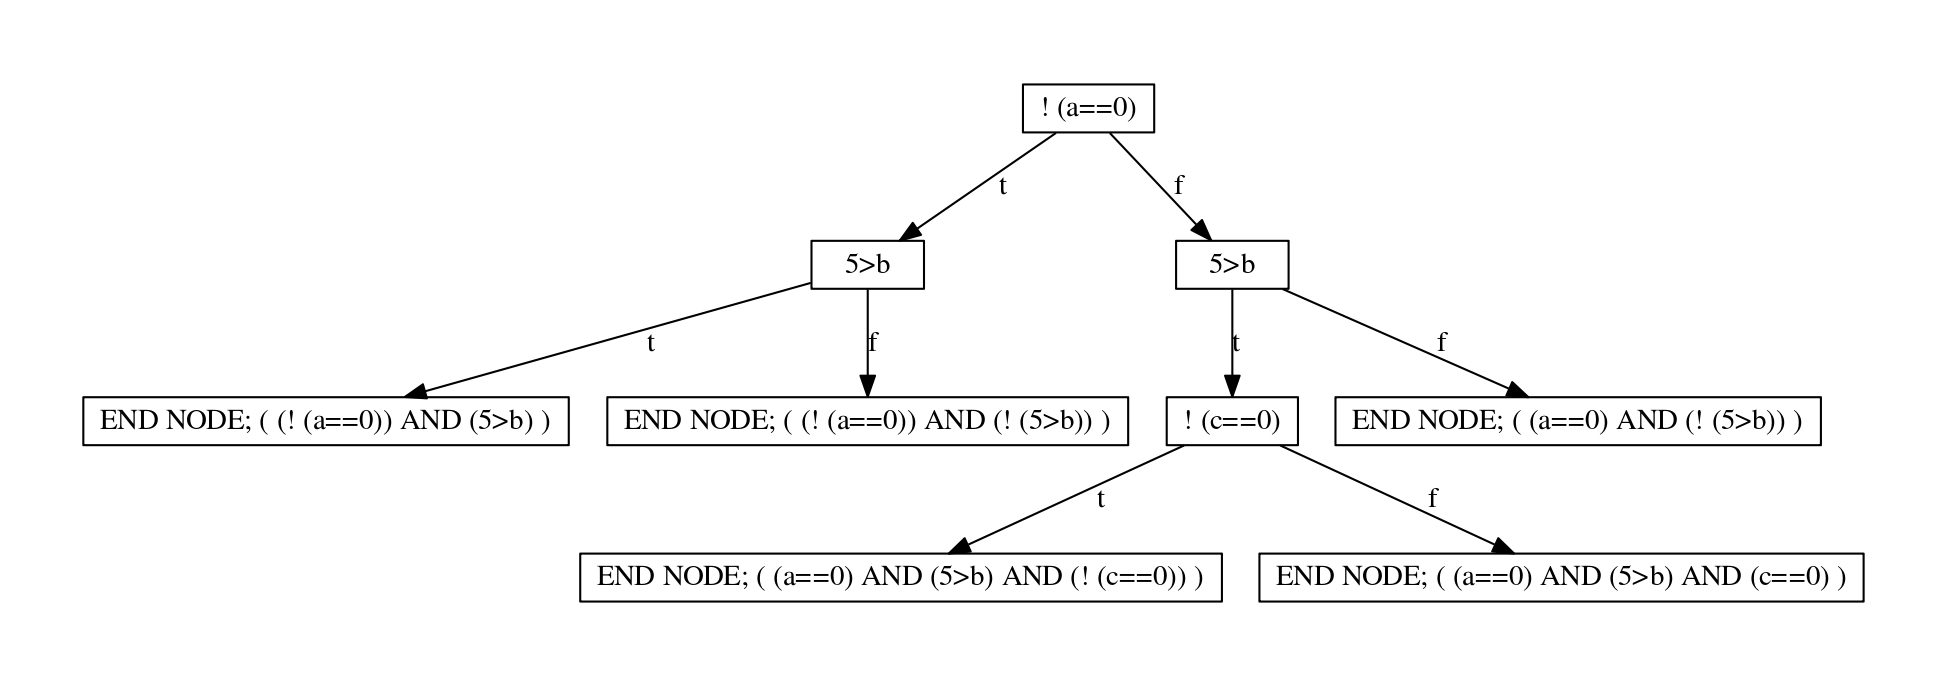 ! (a==0)
t
f
5>b
5>b
t
f
t
f
END NODE; ( (! (a==0)) AND (5>b) )
END NODE; ( (! (a==0)) AND (! (5>b)) )
! (c==0)
END NODE; ( (a==0) AND (! (5>b)) )
t
f
END NODE; ( (a==0) AND (5>b) AND (! (c==0)) )
END NODE; ( (a==0) AND (5>b) AND (c==0) )